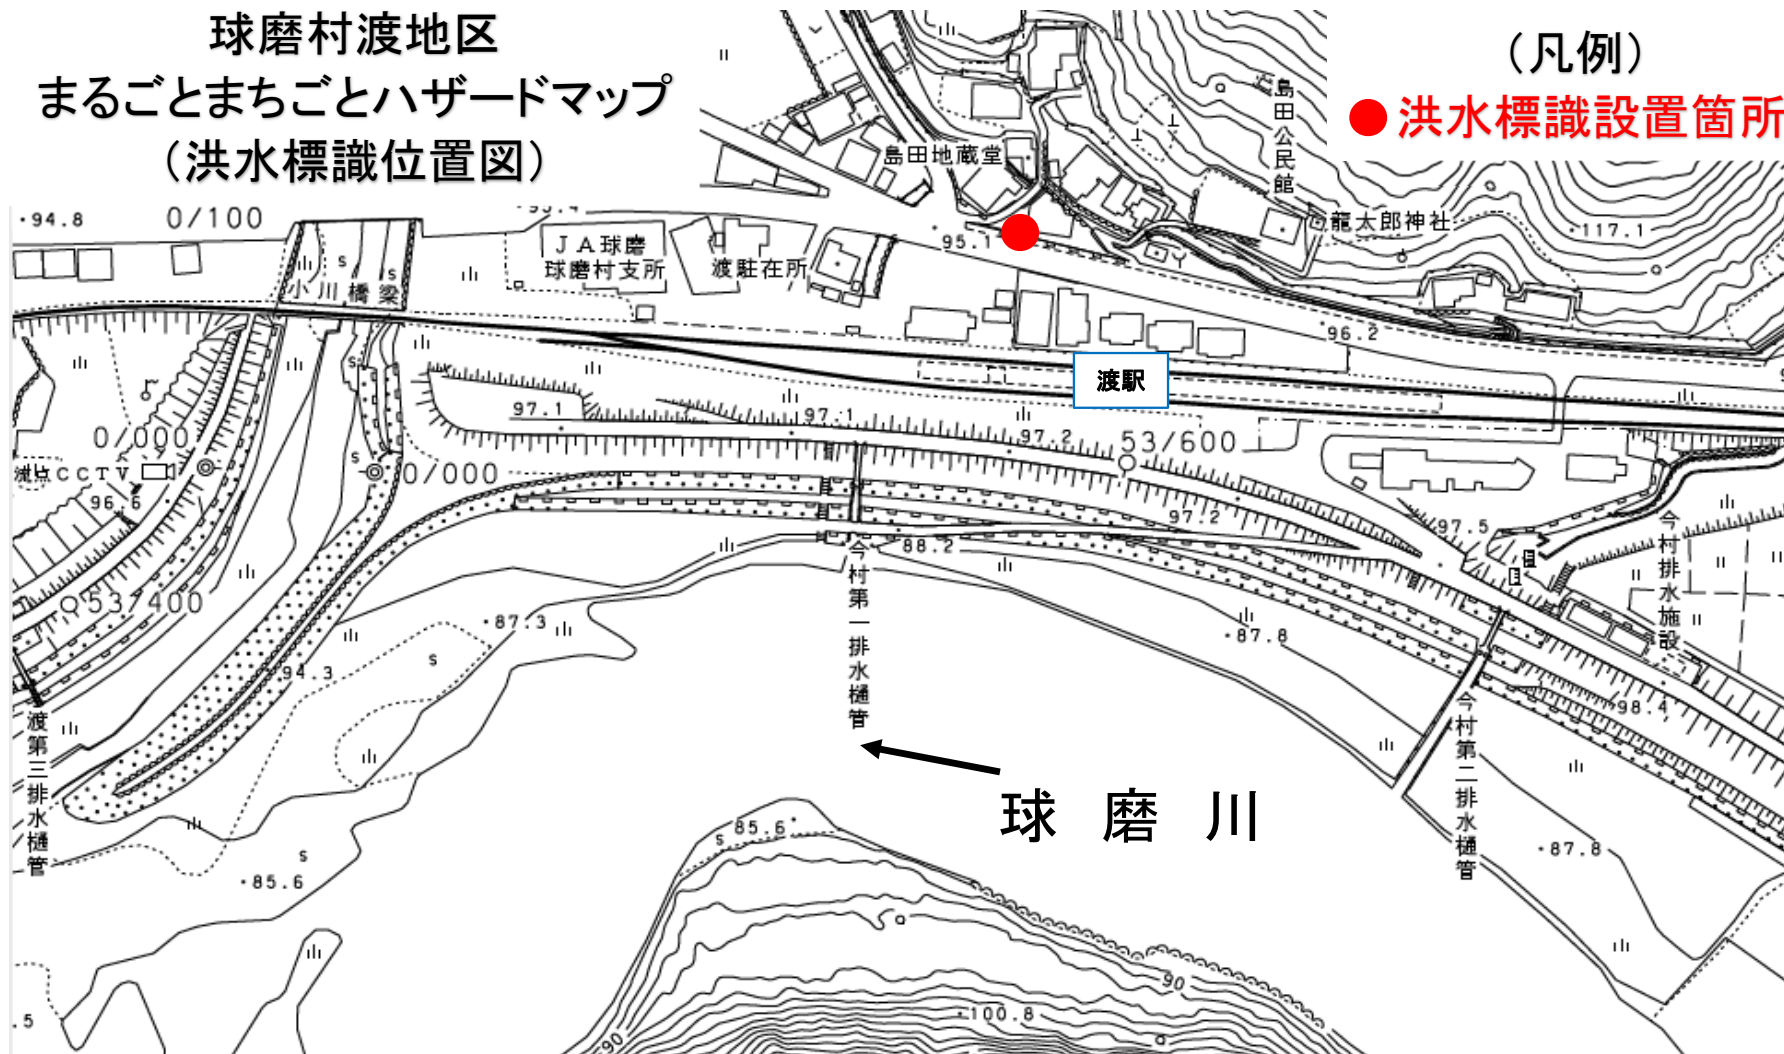 球磨村渡地区
まるごとまちごとハザードマップ
（洪水標識位置図）
（凡例）
洪水標識設置箇所
島田公民館
島田地蔵堂
龍太郎神社
117.1
94.8
0/100
95.1
ＪＡ球磨
球磨村支所
渡駐在所
小川橋梁
96.2
渡駅
97.1
97.1
97.2
53/600
0/000
0/000
ＣＣＴＶ
96.6
97.2
97.5
88.2
今村排水施設
53/400
87.3
今村第一排水樋管
87.8
94.3
98.4
渡第三排水樋管
今村第二排水樋管
球磨川
85.6
87.8
85.6
90
100.8
90
.5